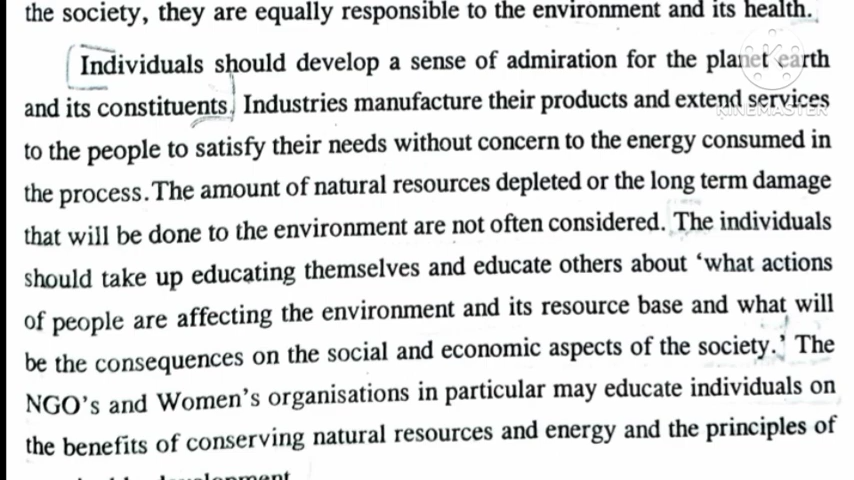 the society, they are equally responsible to the environment and its health.
Individuals should develop a sense of admiration for the planet earth
and its constituents. Industries manufacture their products and extend services
KINEMASTER
to the people to satisfy their needs without concern to the energy consumed in
the process. The amount of natural resources depleted or the long term damage
that will be done to the environment are not often considered. The individuals
should take up educating themselves and educate others about ‘what actions
of people are affecting the environment and its resource base and what will
be the consequences on the social and economic aspects of the society.’ The
NGO’s and Women’s organisations in particular may educate individuals on
the benefits of conserving natural resources and energy and the principles of
development